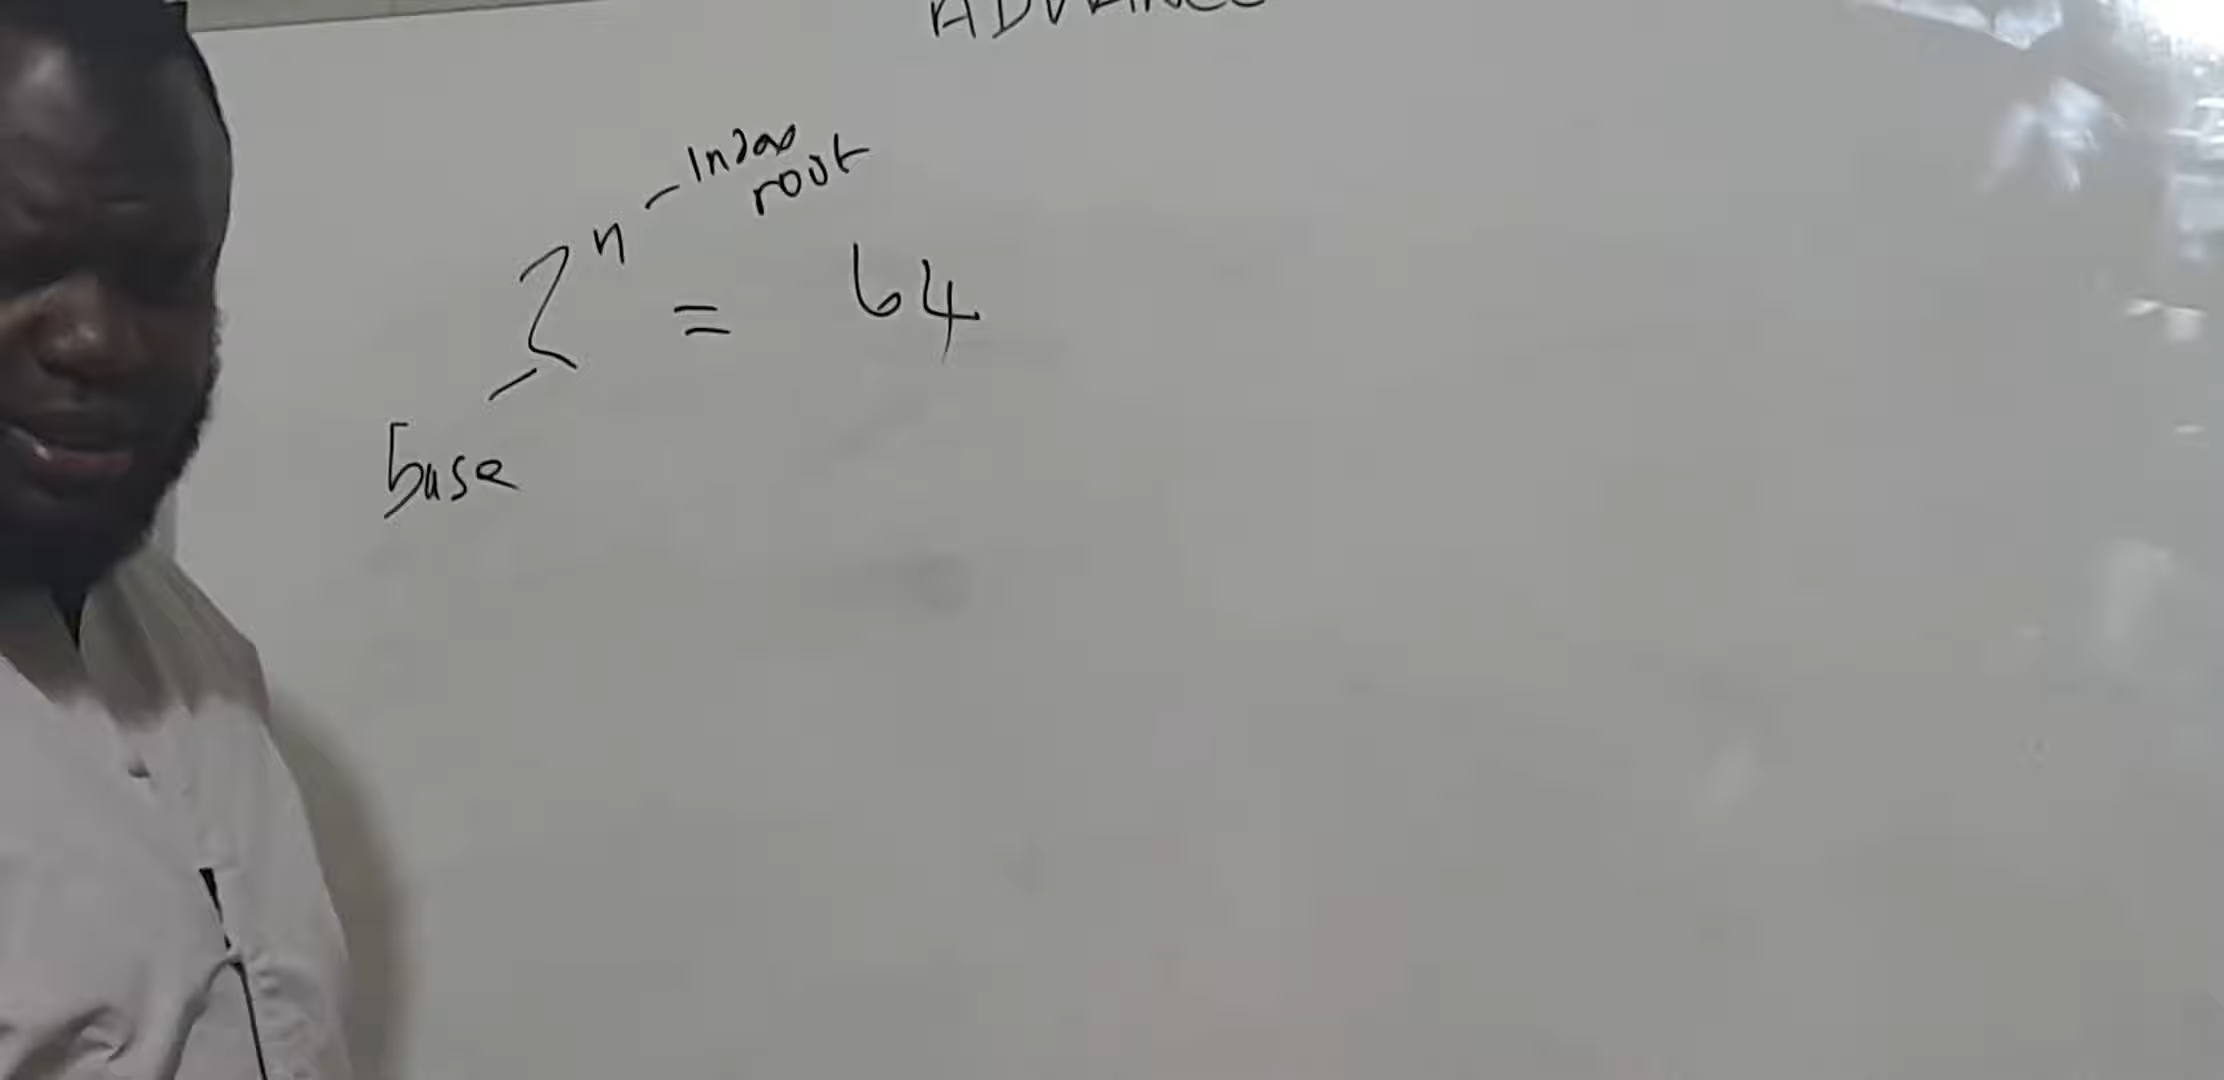 ADVANCE
index
root
2ⁿ = 64
base